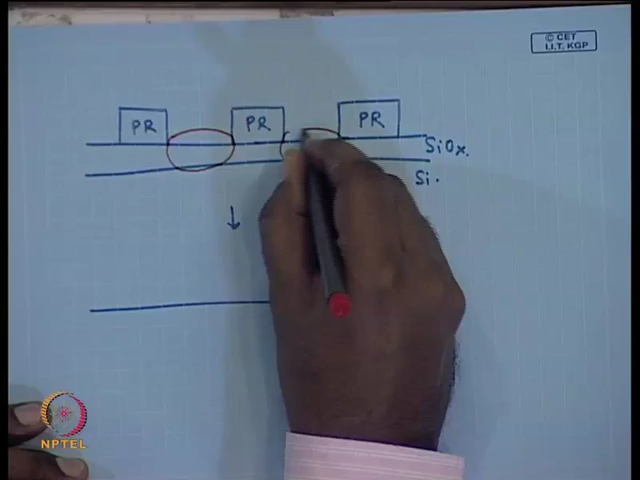 © CET
I.I.T. KGP
PR
PR
PR
SiOx.
Si.
NPTEL